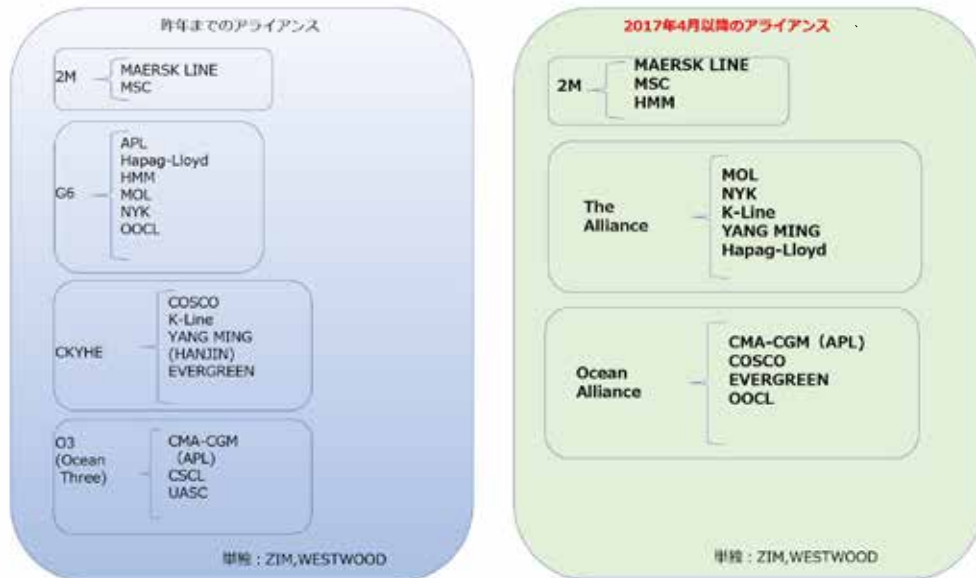 昨年までのアライアンス
2M
MAERSK LINE
MSC
G6
APL
Hapag-Lloyd
HMM
MOL
NYK
OOCL
CKYHE
COSCO
K-Line
YANG MING
(HANJIN)
EVERGREEN
O3
(Ocean
Three)
CMA-CGM
（APL）
CSCL
UASC
単独：ZIM,WESTWOOD
2017年4月以降のアライアンス
2M
MAERSK LINE
MSC
HMM
The
Alliance
MOL
NYK
K-Line
YANG MING
Hapag-Lloyd
Ocean
Alliance
CMA-CGM（APL)
COSCO
EVERGREEN
OOCL
単独：ZIM,WESTWOOD